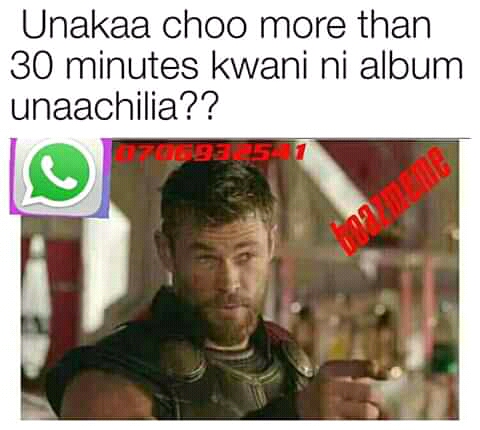 Unakaa choo more than
30 minutes kwani ni album
unaachilia??
0706932541
boazmeme